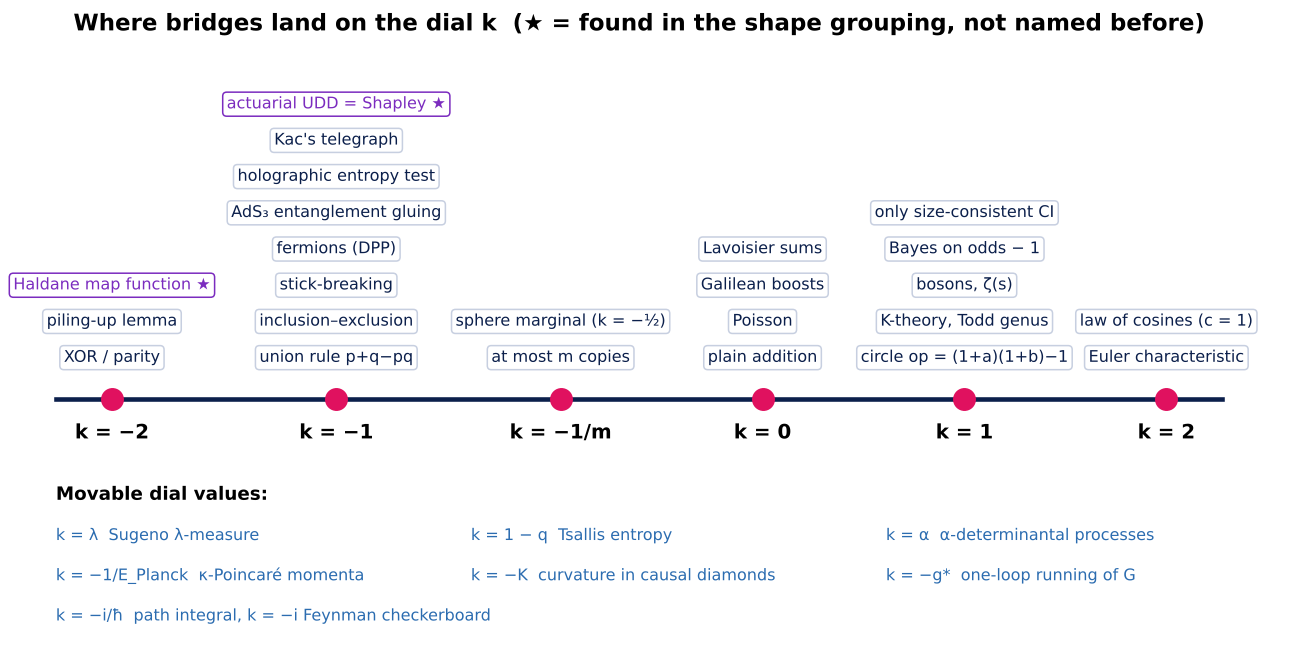 Where bridges land on the dial k (★ = found in the shape grouping, not named before)
actuarial UDD = Shapley ★
Kac's telegraph
holographic entropy test
AdS₃ entanglement gluing
only size-consistent CI
fermions (DPP)
Lavoisier sums
Bayes on odds − 1
Haldane map function ★
stick-breaking
Galilean boosts
bosons, ζ(s)
piling-up lemma
inclusion–exclusion
sphere marginal (k = −½)
Poisson
K-theory, Todd genus
law of cosines (c = 1)
XOR / parity
union rule p+q−pq
at most m copies
plain addition
circle op = (1+a)(1+b)−1
Euler characteristic
k = −2
k = −1
k = −1/m
k = 0
k = 1
k = 2
Movable dial values:
k = λ Sugeno λ-measure
k = 1 − q Tsallis entropy
k = α α-determinantal processes
k = −1/E_Planck κ-Poincaré momenta
k = −K curvature in causal diamonds
k = −g* one-loop running of G
k = −i/ħ path integral, k = −i Feynman checkerboard